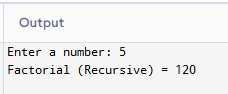 Output
Enter a number: 5
Factorial (Recursive) = 120